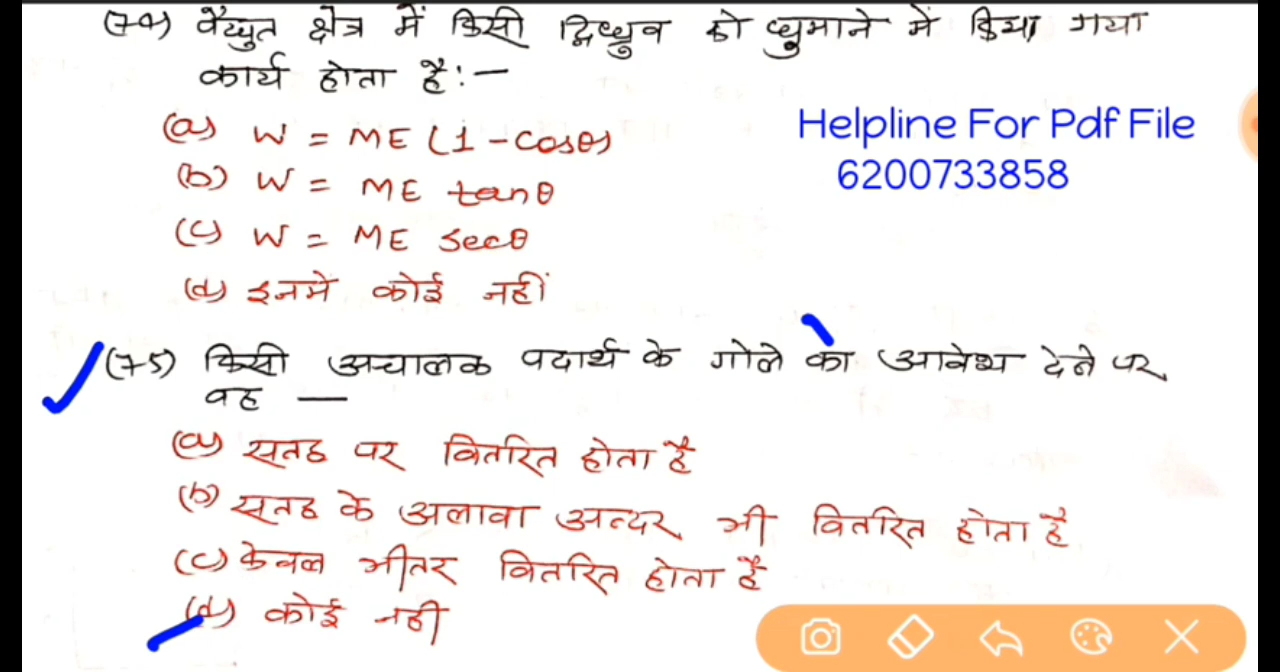 (74) वैद्युत क्षेत्र में किसी द्विध्रुव को घुमाने में किया गया
कार्य होता है:-
(a) W = ME (1 - cosθ)
(b) W = ME tanθ
(c) W = ME secθ
(d) इनमें कोई नहीं
Helpline For Pdf File
6200733858
(75) किसी अचालक पदार्थ के गोले को आवेश देने पर
वह —
(a) सतह पर वितरित होता है
(b) सतह के अलावा अन्दर भी वितरित होता है
(c) केवल भीतर वितरित होता है
(d) कोई नही